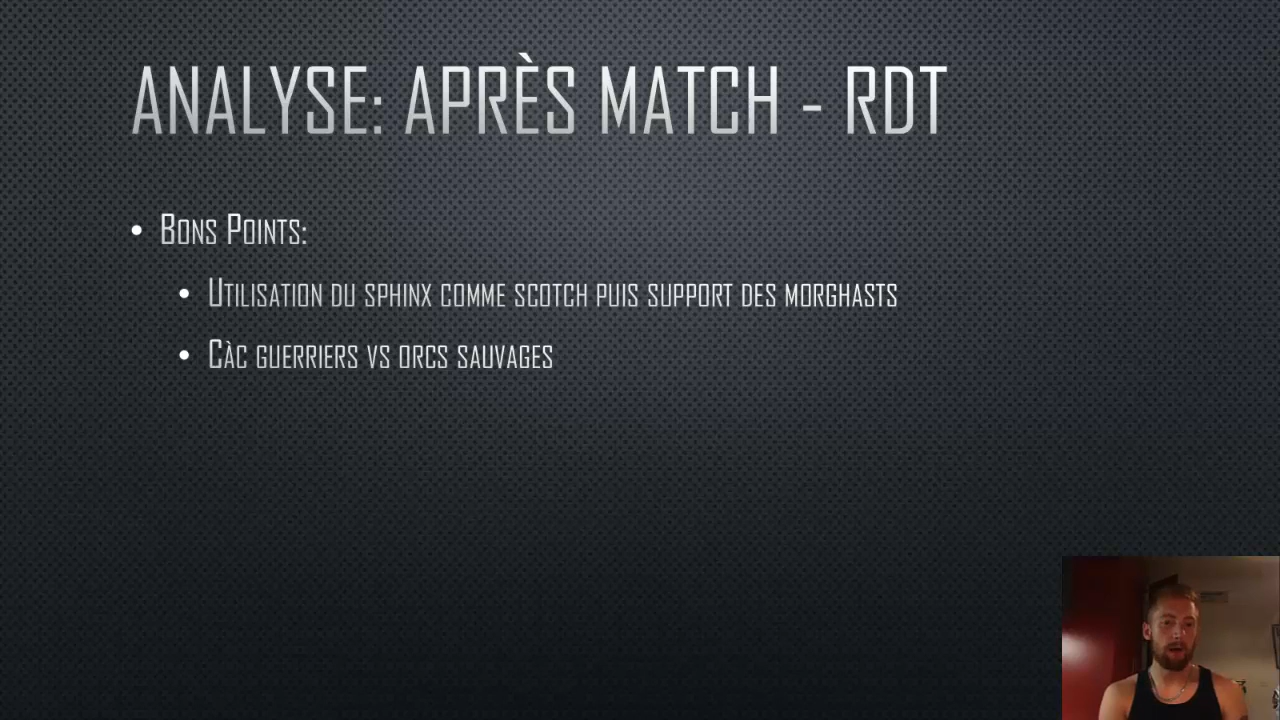 ANALYSE: APRÈS MATCH - RDT
• BONS POINTS:
• UTILISATION DU SPHINX COMME SCOTCH PUIS SUPPORT DES MORGHASTS
• CÀC GUERRIERS VS ORCS SAUVAGES